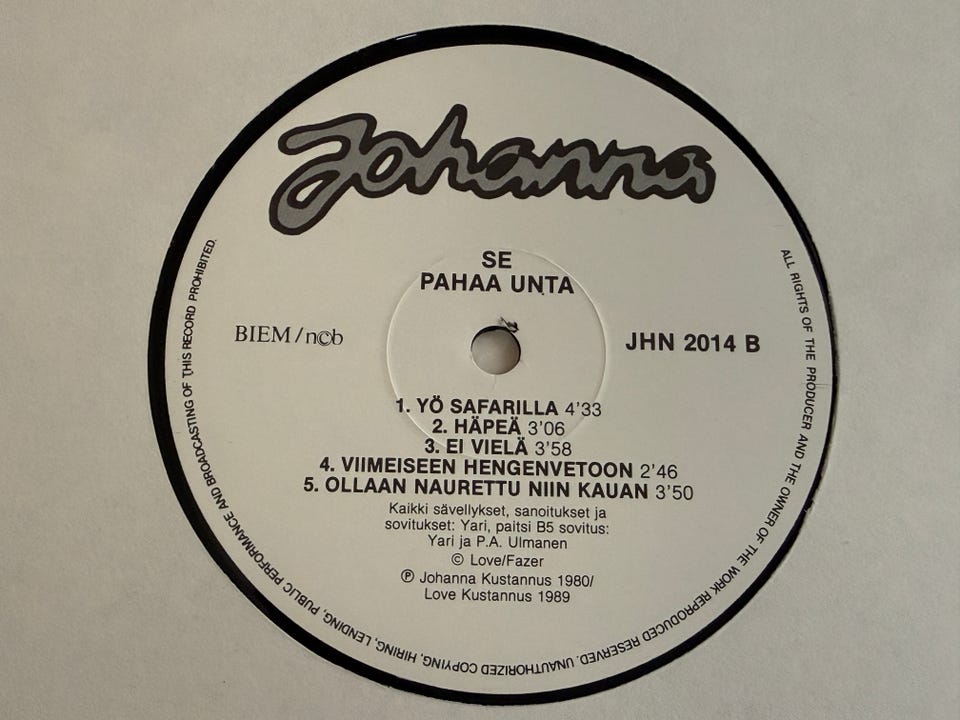 Johanna
SE
PAHAA UNTA
BIEM/ncb
JHN 2014 B
1. YÖ SAFARILLA 4'33
2. HÄPEÄ 3'06
3. EI VIELÄ 3'58
4. VIIMEISEEN HENGENVETOON 2'46
5. OLLAAN NAURETTU NIIN KAUAN 3'50
Kaikki sävellykset, sanoitukset ja
sovitukset: Yari, paitsi B5 sovitus:
Yari ja P.A. Ulmanen
© Love/Fazer
℗ Johanna Kustannus 1980/
Love Kustannus 1989
ALL RIGHTS OF THE PRODUCER AND THE OWNER OF THE WORK REPRODUCED RESERVED. UNAUTHORIZED COPYING, HIRING, LENDING, PUBLIC PERFORMANCE AND BROADCASTING OF THIS RECORD PROHIBITED.